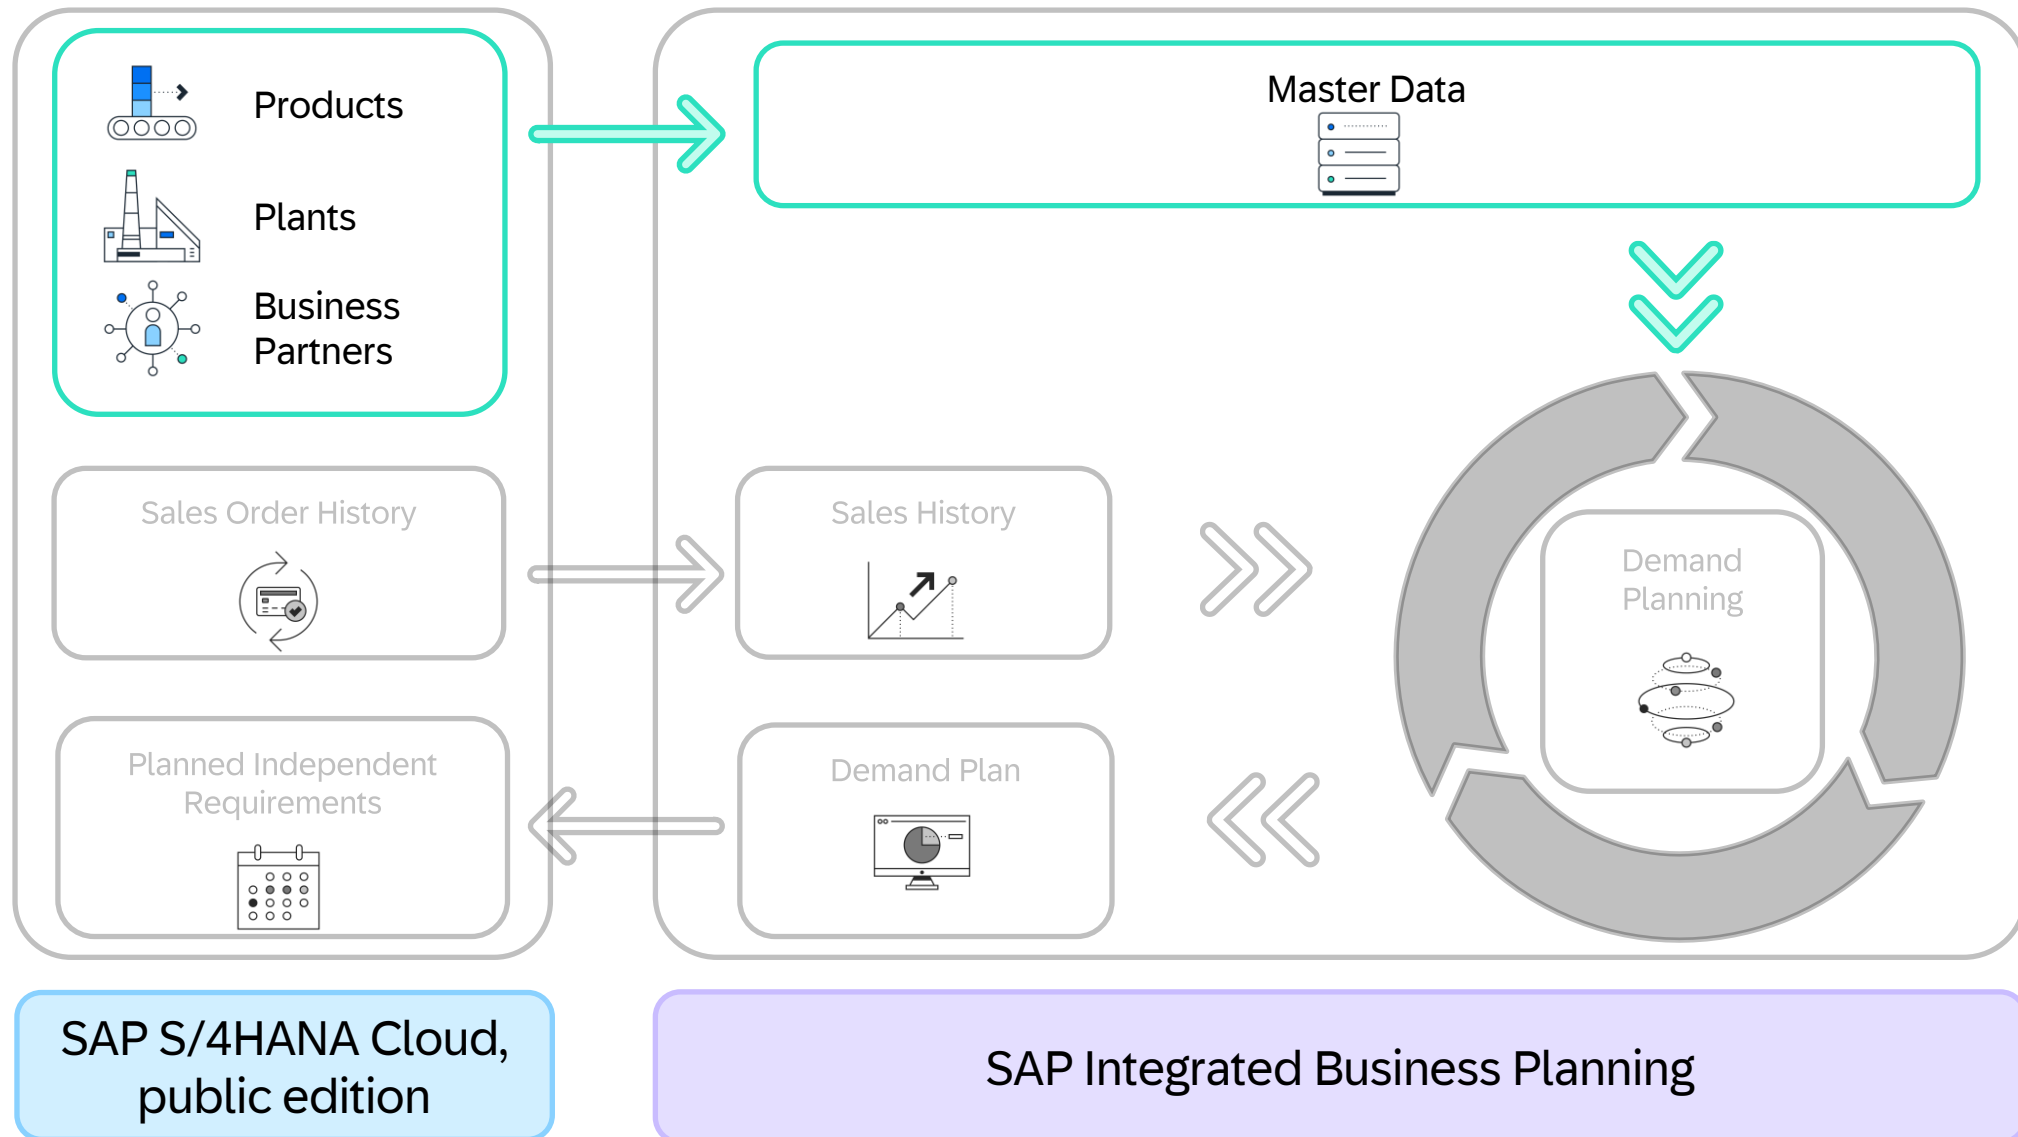 Products
Plants
Business
Partners
Master Data
Sales Order History
Sales History
Demand
Planning
Planned Independent
Requirements
Demand Plan
SAP S/4HANA Cloud,
public edition
SAP Integrated Business Planning